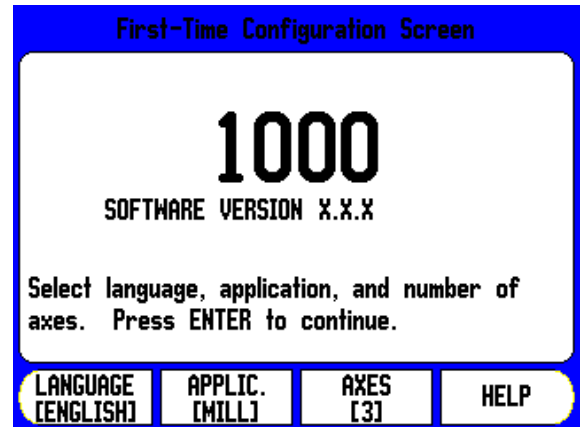 First-Time Configuration Screen
1000
SOFTWARE VERSION X.X.X
Select language, application, and number of
axes. Press ENTER to continue.
LANGUAGE
[ENGLISH]
APPLIC.
[MILL]
AXES
[3]
HELP